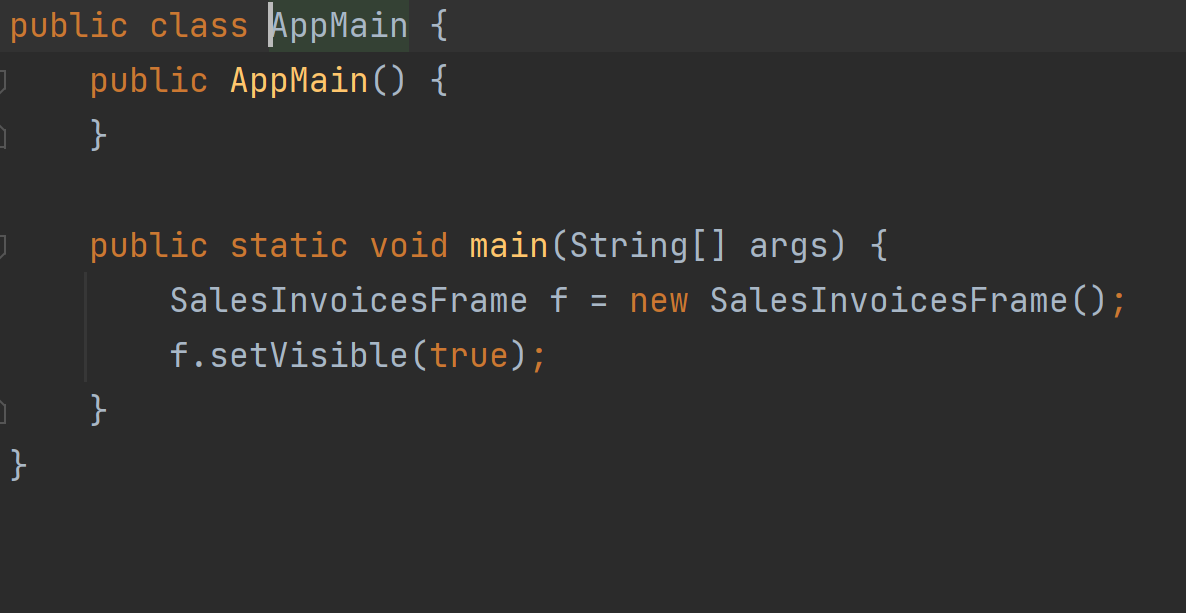 public class AppMain {
    public AppMain() {
    }

    public static void main(String[] args) {
        SalesInvoicesFrame f = new SalesInvoicesFrame();
        f.setVisible(true);
    }
}